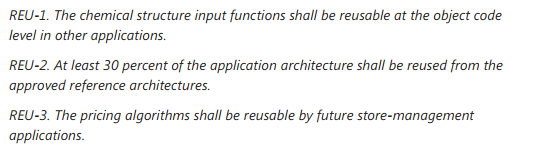 REU-1. The chemical structure input functions shall be reusable at the object code
level in other applications.
REU-2. At least 30 percent of the application architecture shall be reused from the
approved reference architectures.
REU-3. The pricing algorithms shall be reusable by future store-management
applications.